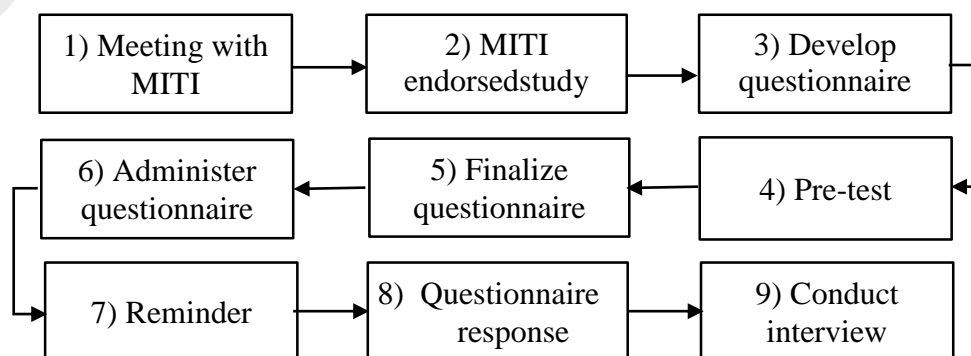 1) Meeting with
MITI
2) MITI
endorsedstudy
3) Develop
questionnaire
6) Administer
questionnaire
5) Finalize
questionnaire
4) Pre-test
7) Reminder
8) Questionnaire
response
9) Conduct
interview